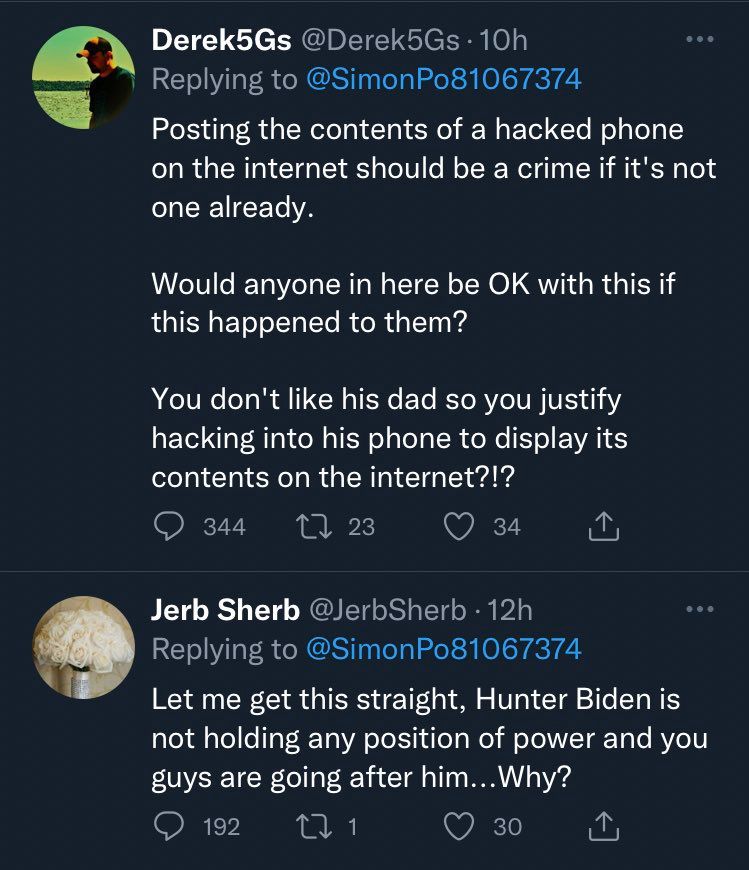 Derek5Gs @Derek5Gs · 10h
Replying to @SimonPo81067374
Posting the contents of a hacked phone
on the internet should be a crime if it's not
one already.
Would anyone in here be OK with this if
this happened to them?
You don't like his dad so you justify
hacking into his phone to display its
contents on the internet?!?
344 23 34
Jerb Sherb @JerbSherb · 12h
Replying to @SimonPo81067374
Let me get this straight, Hunter Biden is
not holding any position of power and you
guys are going after him...Why?
192 1 30